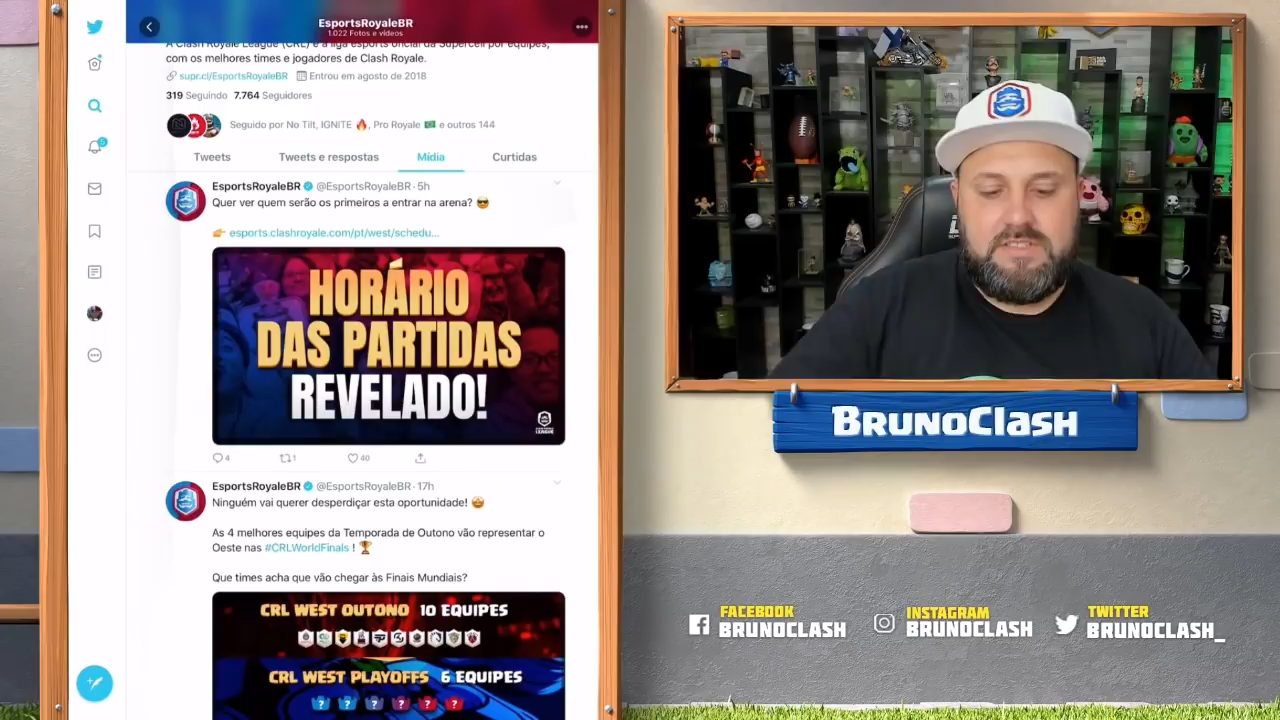 EsportsRoyaleBR
1.022 Fotos e vídeos
A Clash Royale League (CRL) é a liga esports oficial da Supercell por equipes,
com os melhores times e jogadores de Clash Royale.
supr.cl/EsportsRoyaleBR Entrou em agosto de 2018
319 Seguindo 7.764 Seguidores
Seguido por No Tilt, IGNITE 🔥, Pro Royale e outros 144
Tweets Tweets e respostas Mídia Curtidas
EsportsRoyaleBR @EsportsRoyaleBR · 5h
Quer ver quem serão os primeiros a entrar na arena? 😎
👉 esports.clashroyale.com/pt/west/schedu...
HORÁRIO
DAS PARTIDAS
REVELADO!
LEAGUE
4 1 40
EsportsRoyaleBR @EsportsRoyaleBR · 17h
Ninguém vai querer desperdiçar esta oportunidade! 🤩
As 4 melhores equipes da Temporada de Outono vão representar o
Oeste nas #CRLWorldFinals ! 🏆
Que times acha que vão chegar às Finais Mundiais?
CRL WEST OUTONO 10 EQUIPES
CRL WEST PLAYOFFS 6 EQUIPES
? ? ? ? ? ?
BRUNOCLASH
FACEBOOK
BRUNOCLASH
INSTAGRAM
BRUNOCLASH
TWITTER
BRUNOCLASH_